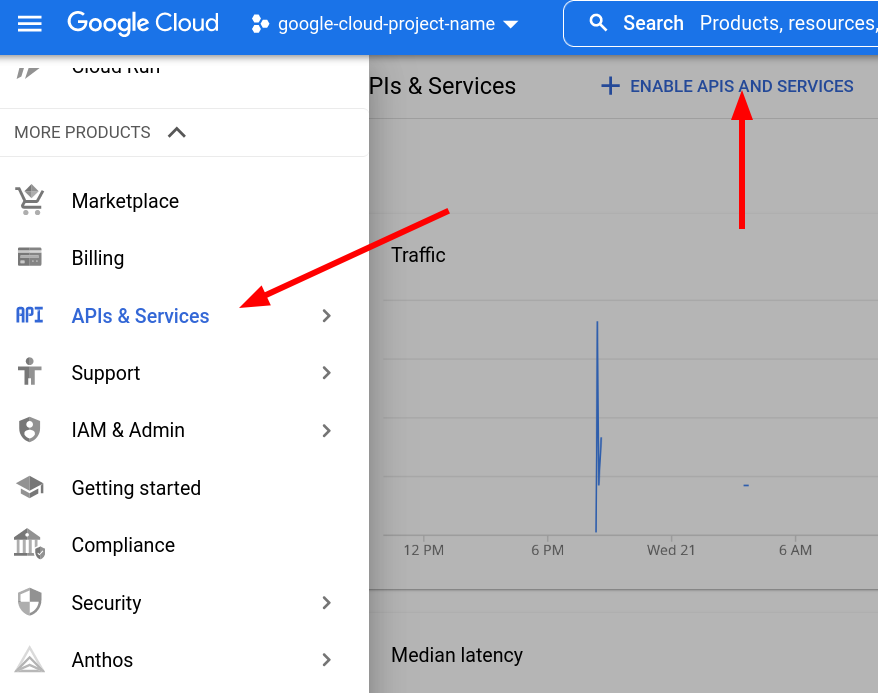 Google Cloud
google-cloud-project-name
Search Products, resources,
Cloud Run
PIs & Services
ENABLE APIS AND SERVICES
MORE PRODUCTS
Marketplace
Billing
API APIs & Services
Support
IAM & Admin
Getting started
Compliance
Security
Anthos
Traffic
12 PM
6 PM
Wed 21
6 AM
Median latency